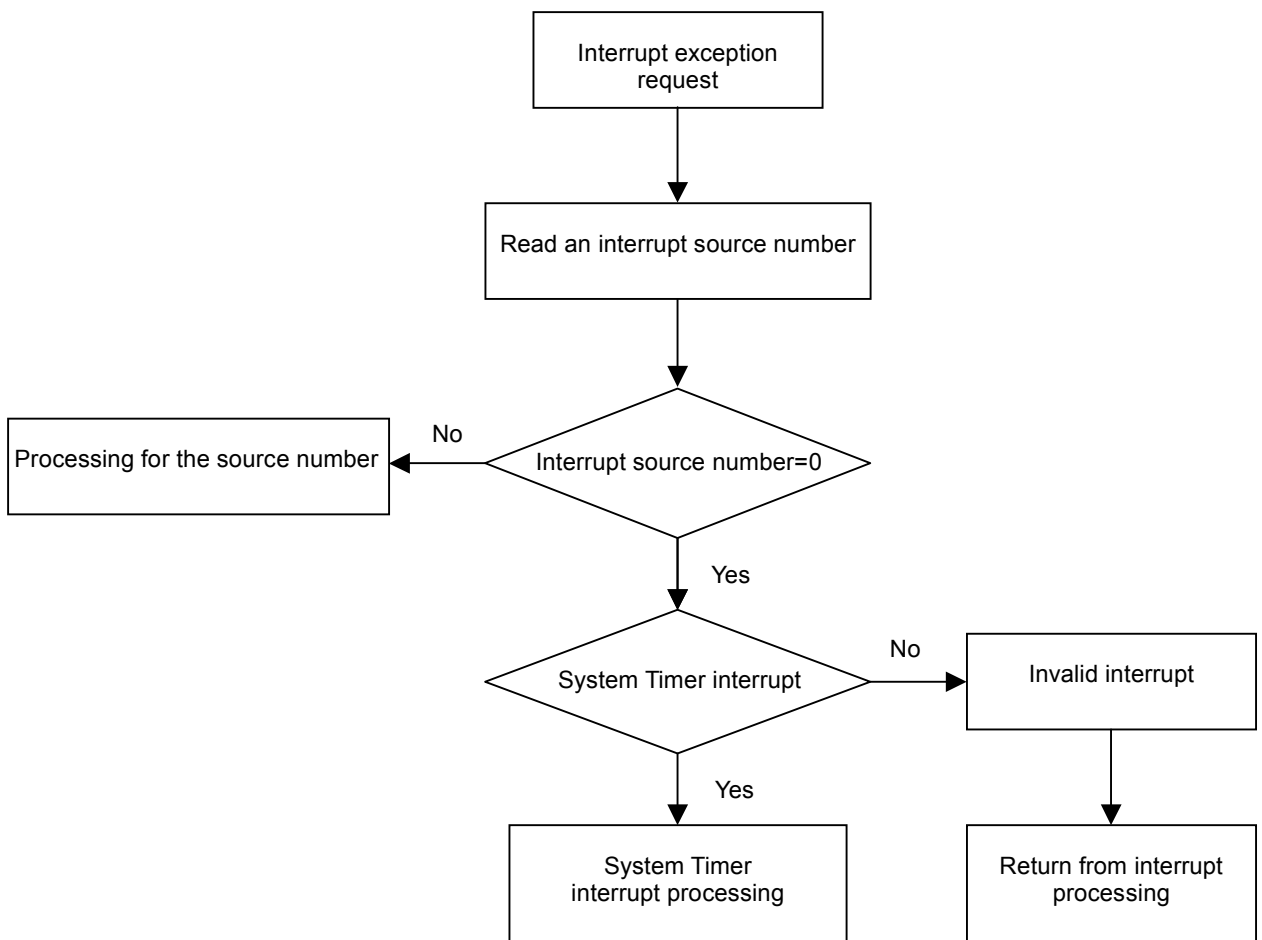 Interrupt exception
request
Read an interrupt source number
No
Processing for the source number
Interrupt source number=0
Yes
No
System Timer interrupt
Invalid interrupt
Yes
System Timer
interrupt processing
Return from interrupt
processing